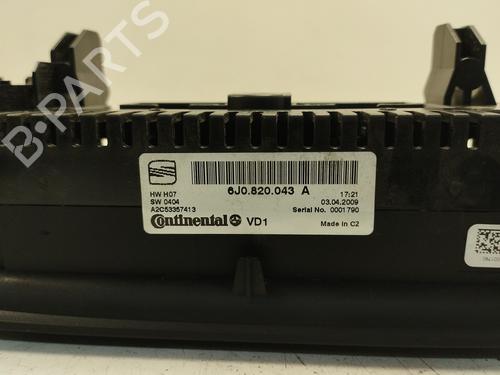 B-PARTS
6J0.820.043 A
HW H07
SW 0404
A2C53357413
17:21
03.04.2009
Serial No. 0001790
Continental VD1
Made in CZ